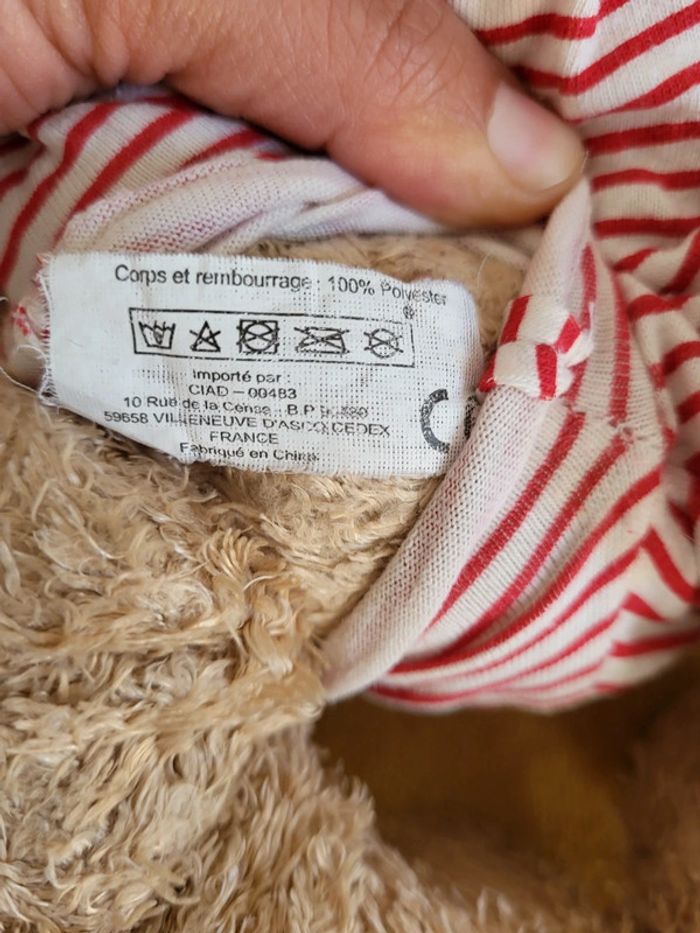 Corps et rembourrage : 100% Polyester
®
Importé par :
CIAD - 00483
10 Rue de la Cense B.P
59658 VILLENEUVE D'ASCQ CEDEX
FRANCE
Fabriqué en Chine